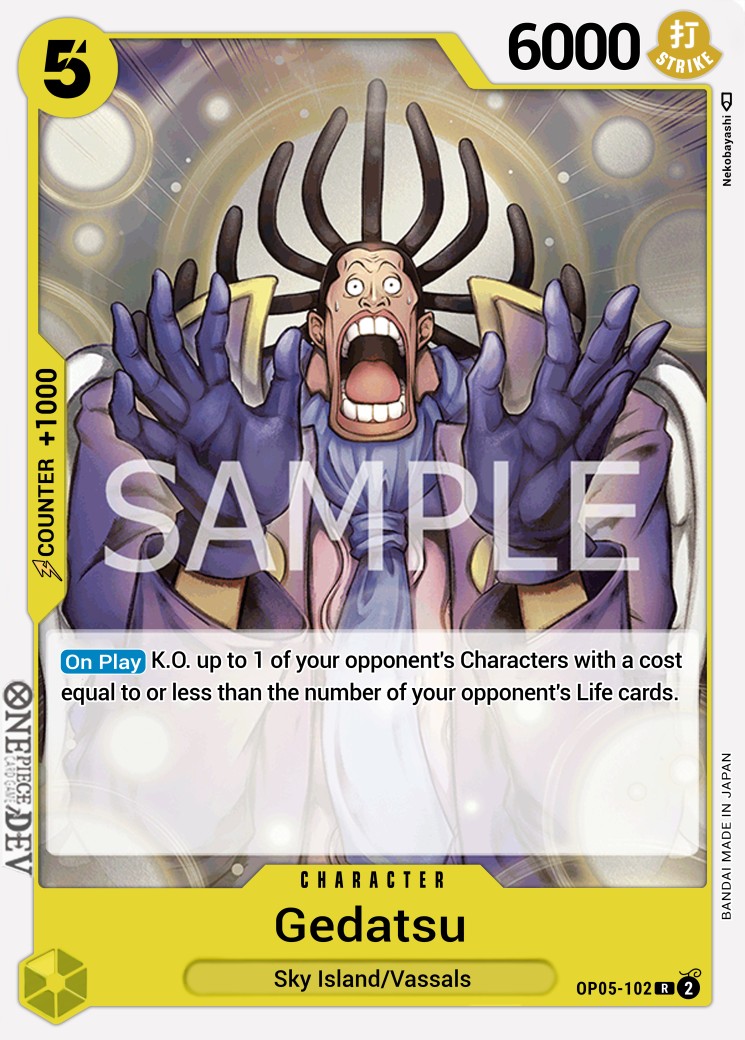 5
6000
打
STRIKE
Nekobayashi
COUNTER +1000
SAMPLE
On Play K.O. up to 1 of your opponent's Characters with a cost
equal to or less than the number of your opponent's Life cards.
ONE PIECE
CARD GAME
DEV
BANDAI MADE IN JAPAN
CHARACTER
Gedatsu
Sky Island/Vassals
OP05-102 R 2